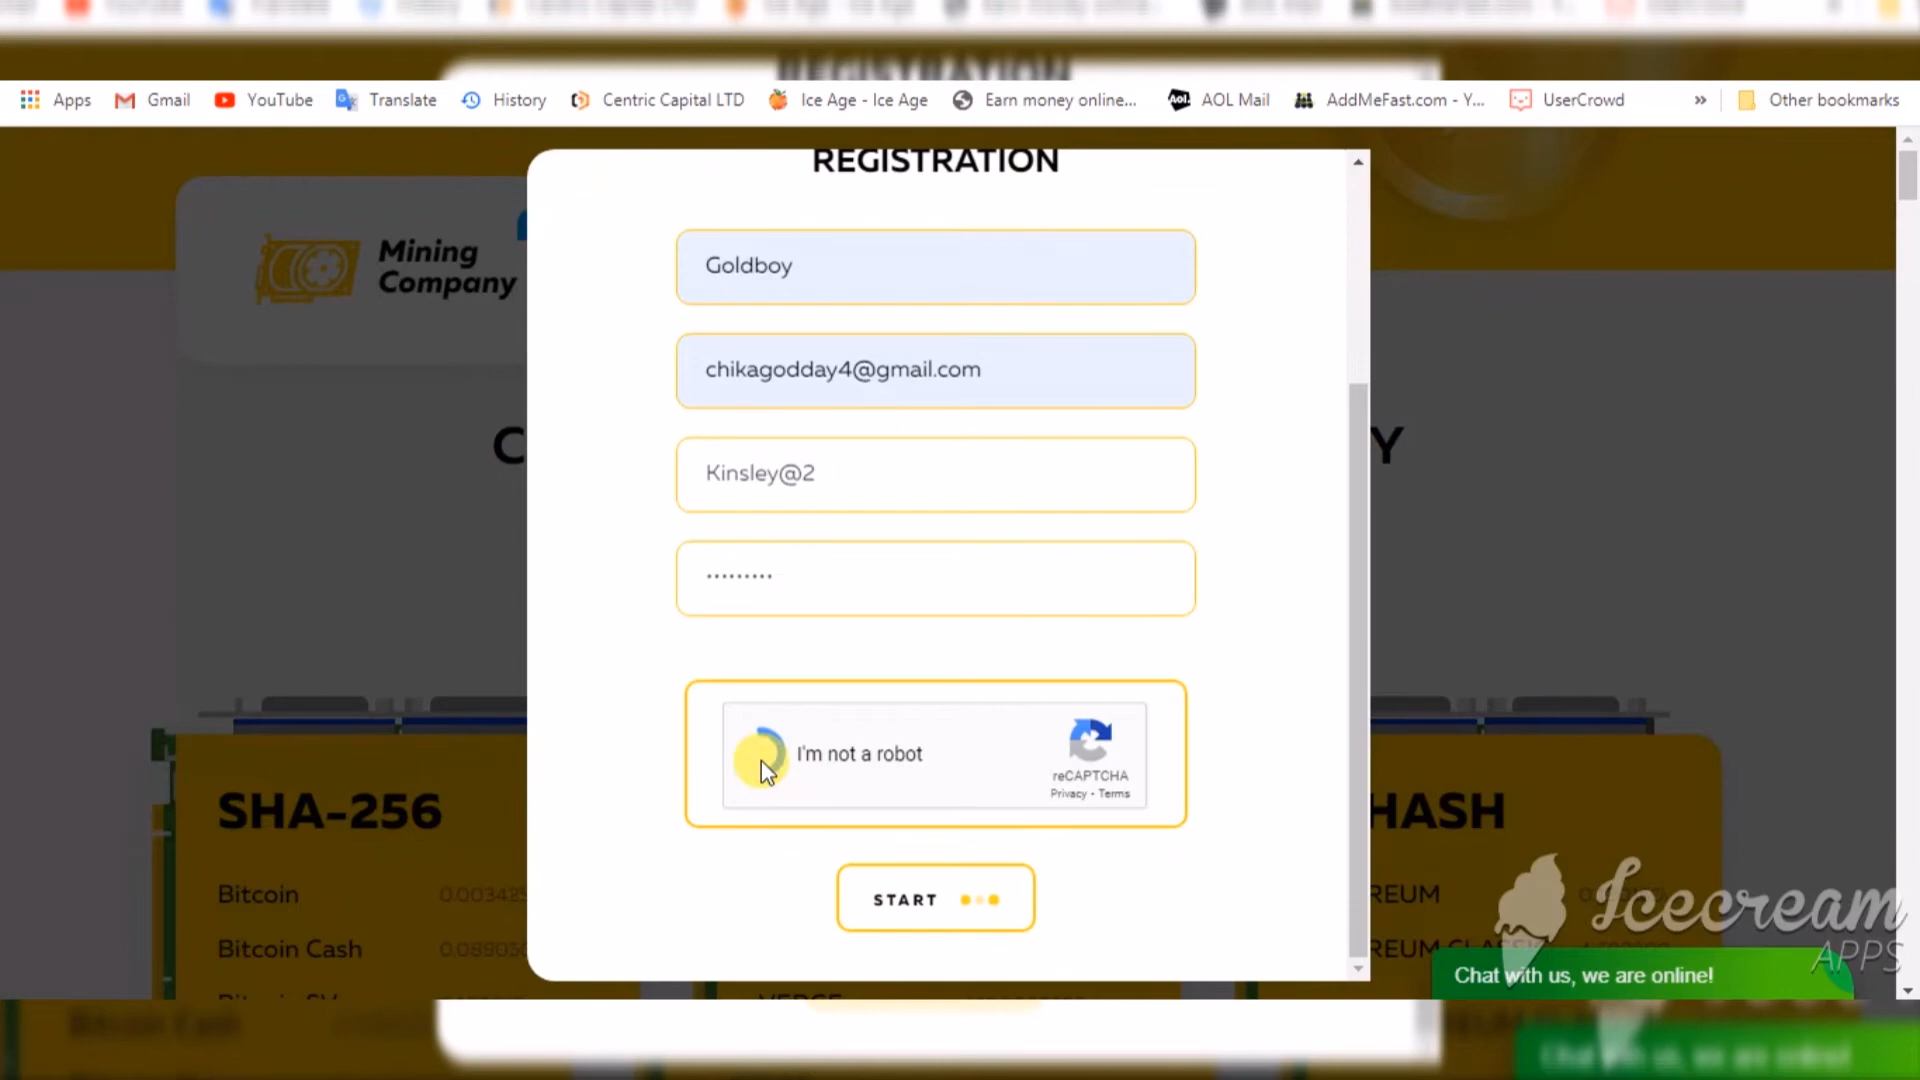 Apps Gmail YouTube Translate History Centric Capital LTD Ice Age - Ice Age Earn money online... AOL Mail AddMeFast.com - Y... UserCrowd » Other bookmarks
REGISTRATION
Mining
Company
Goldboy
chikagodday4@gmail.com
Kinsley@2
•••••••••
I'm not a robot
reCAPTCHA
Privacy - Terms
START
SHA-256
HASH
Bitcoin
Bitcoin Cash
REUM
REUM CLASSIC
Icecream
APPS
Chat with us, we are online!